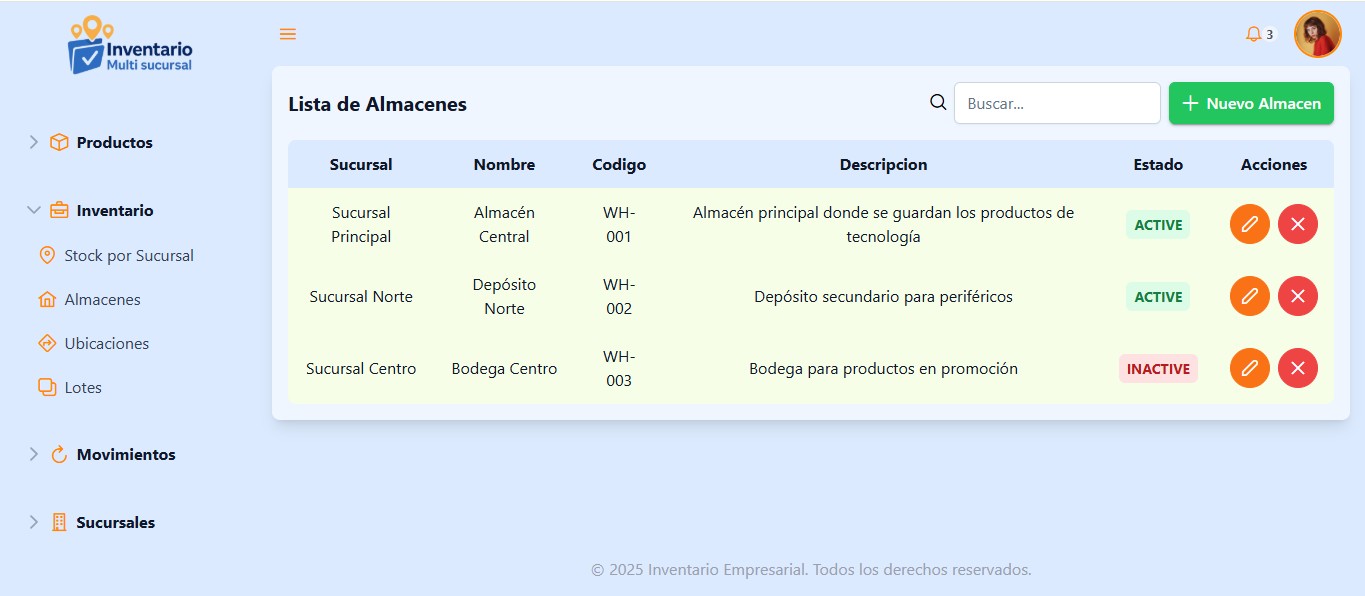 Inventario
Multi sucursal
3
Productos
Inventario
Stock por Sucursal
Almacenes
Ubicaciones
Lotes
Movimientos
Sucursales
Lista de Almacenes
Buscar...
Nuevo Almacen
Sucursal Nombre Codigo Descripcion Estado Acciones
Sucursal Principal Almacén Central WH-001 Almacén principal donde se guardan los productos de tecnología ACTIVE
Sucursal Norte Depósito Norte WH-002 Depósito secundario para periféricos ACTIVE
Sucursal Centro Bodega Centro WH-003 Bodega para productos en promoción INACTIVE
© 2025 Inventario Empresarial. Todos los derechos reservados.